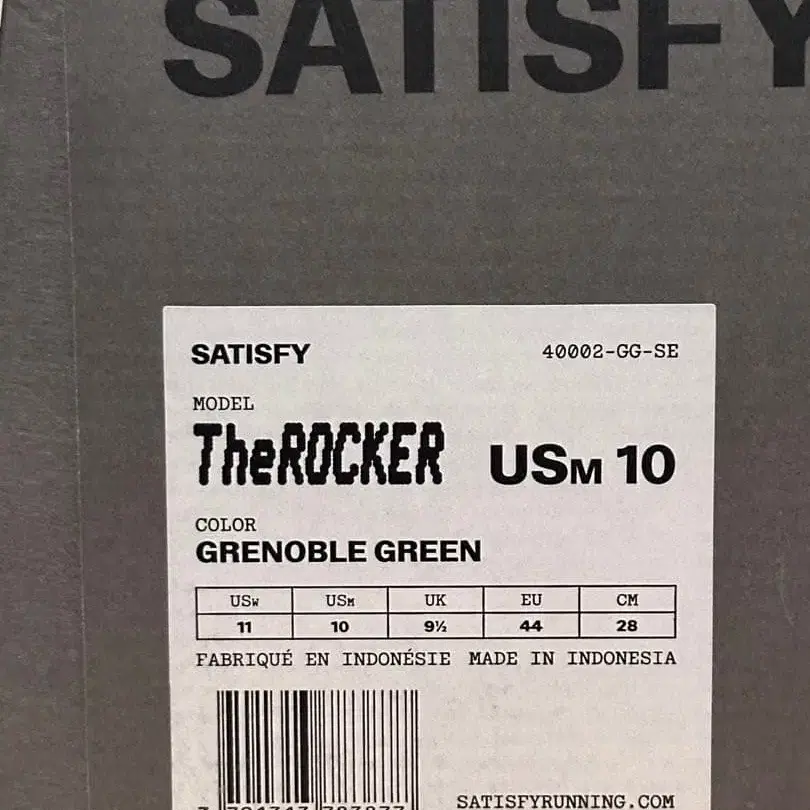 SATISFY
SATISFY 40002-GG-SE
MODEL
TheROCKER USM 10
COLOR
GRENOBLE GREEN
USW USM UK EU CM
11 10 9½ 44 28
FABRIQUÉ EN INDONÉSIE MADE IN INDONESIA
SATISFYRUNNING.COM